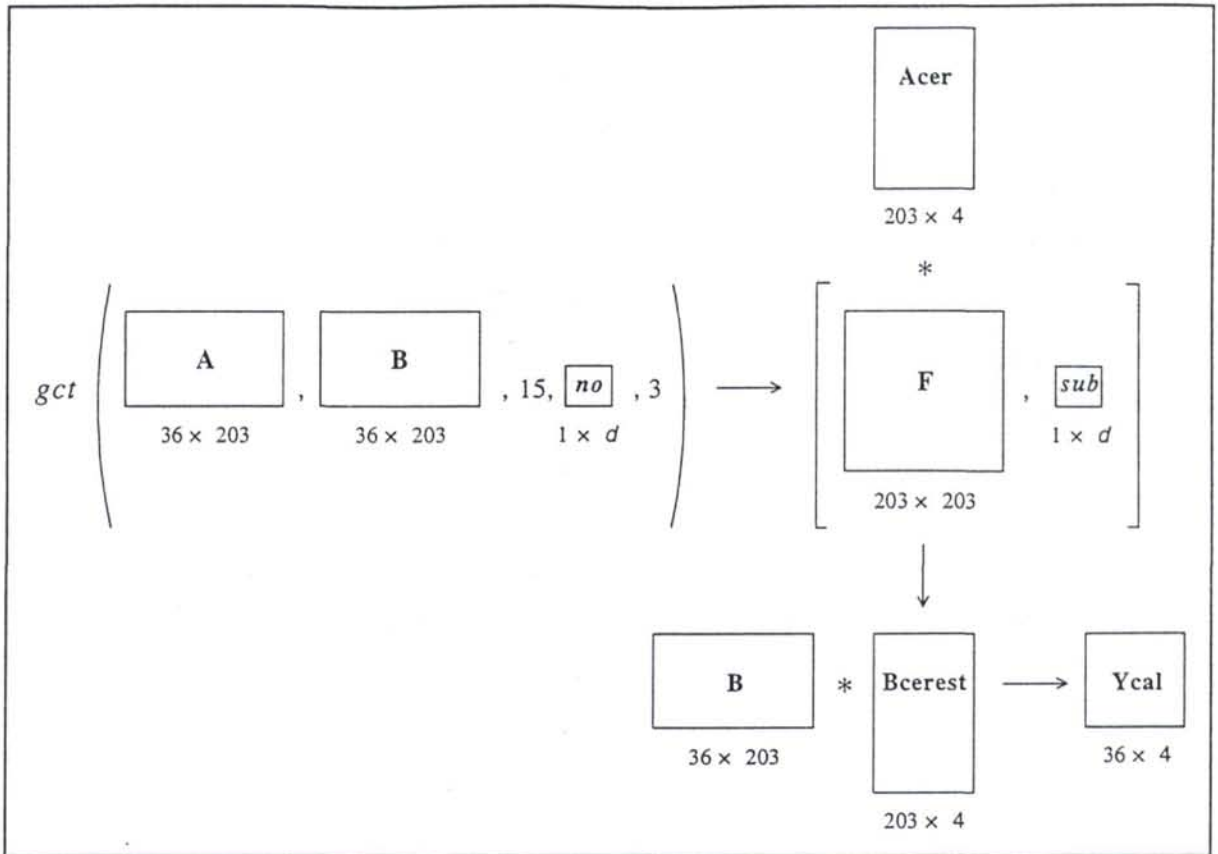 Acer
203 × 4
*
gct ( A , B , 15, no , 3 ) ⟶ [ F , sub ]
36 × 203 36 × 203 1 × d 203 × 203 1 × d
B * Bcerest ⟶ Ycal
36 × 203 203 × 4 36 × 4